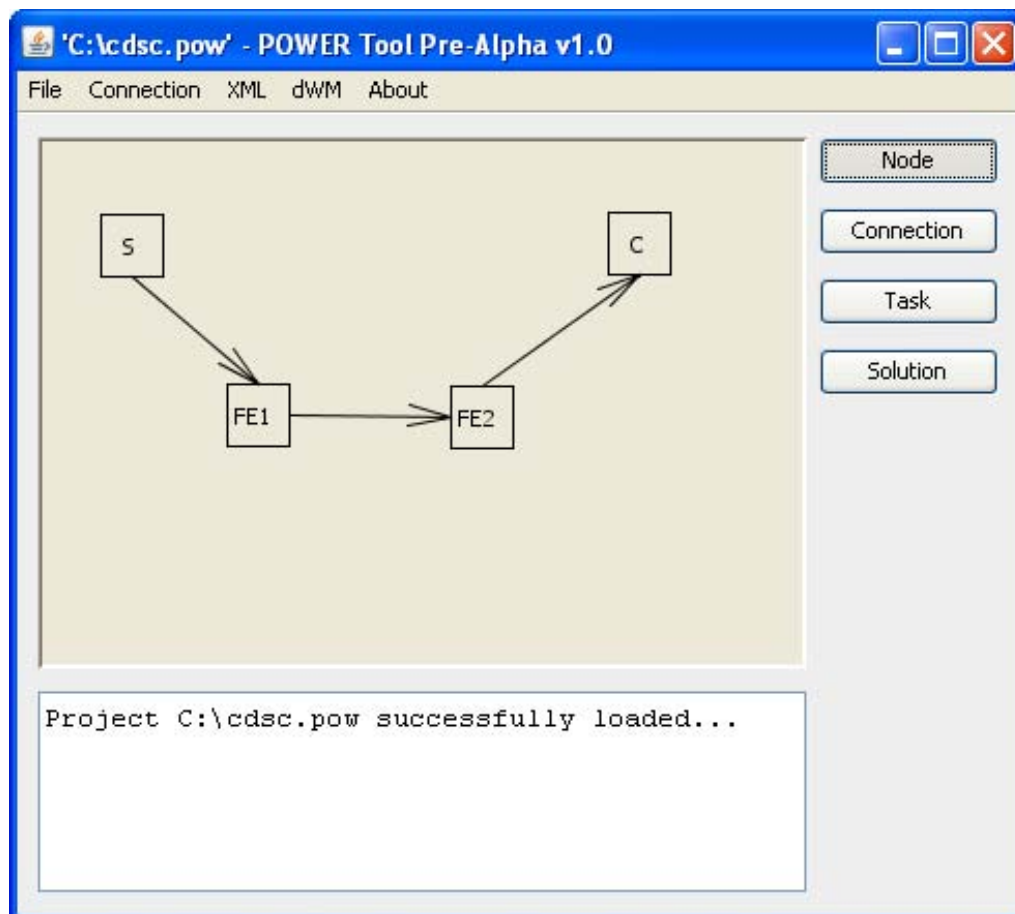 'C:\cdsc.pow' - POWER Tool Pre-Alpha v1.0
File Connection XML dWM About
Node
S
C
Connection
Task
Solution
FE1
FE2
Project C:\cdsc.pow successfully loaded...